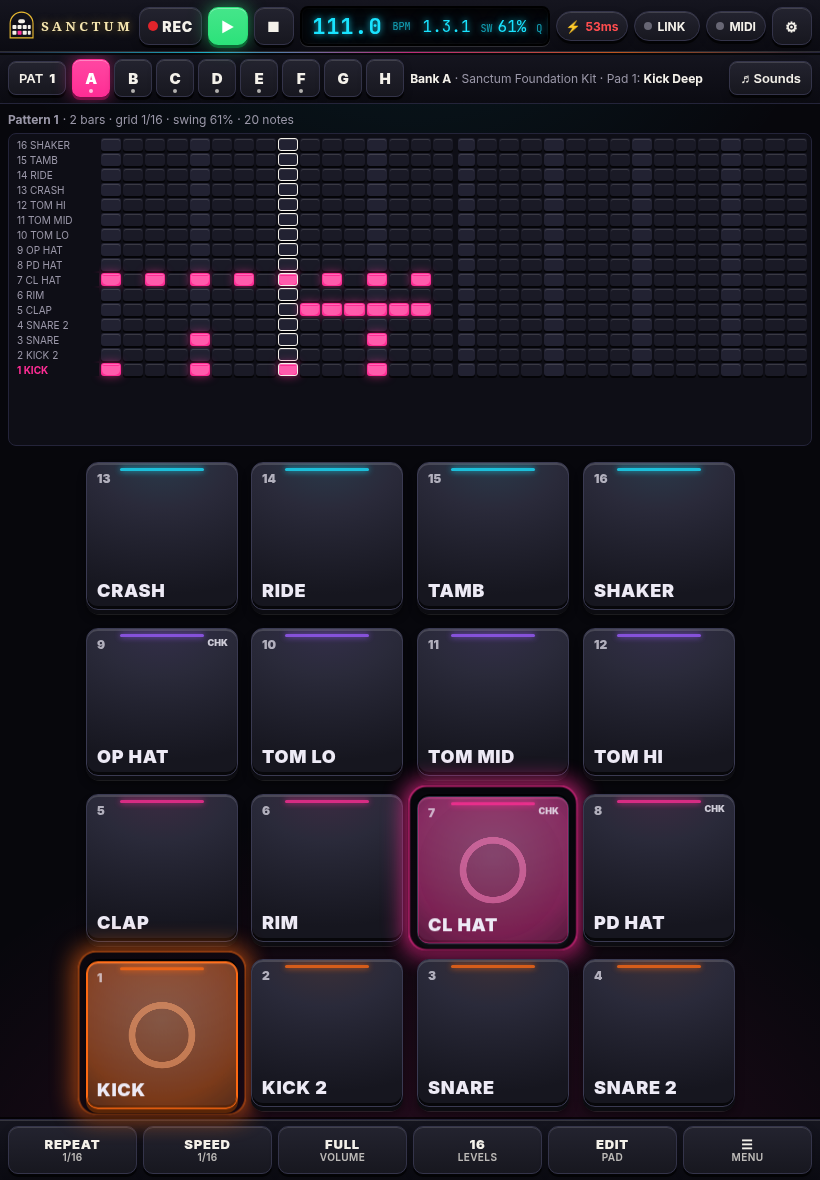 SANCTUM REC 111.0 BPM 1.3.1 SW 61% Q ⚡ 53ms LINK MIDI
PAT 1 A B C D E F G H Bank A · Sanctum Foundation Kit · Pad 1: Kick Deep ♬ Sounds
Pattern 1 · 2 bars · grid 1/16 · swing 61% · 20 notes
16 SHAKER
15 TAMB
14 RIDE
13 CRASH
12 TOM HI
11 TOM MID
10 TOM LO
9 OP HAT
8 PD HAT
7 CL HAT
6 RIM
5 CLAP
4 SNARE 2
3 SNARE
2 KICK 2
1 KICK
13 14 15 16
CRASH RIDE TAMB SHAKER
9 CHK 10 11 12
OP HAT TOM LO TOM MID TOM HI
5 6 7 CHK 8 CHK
CLAP RIM CL HAT PD HAT
1 2 3 4
KICK KICK 2 SNARE SNARE 2
REPEAT SPEED FULL 16 EDIT ☰
1/16 1/16 VOLUME LEVELS PAD MENU